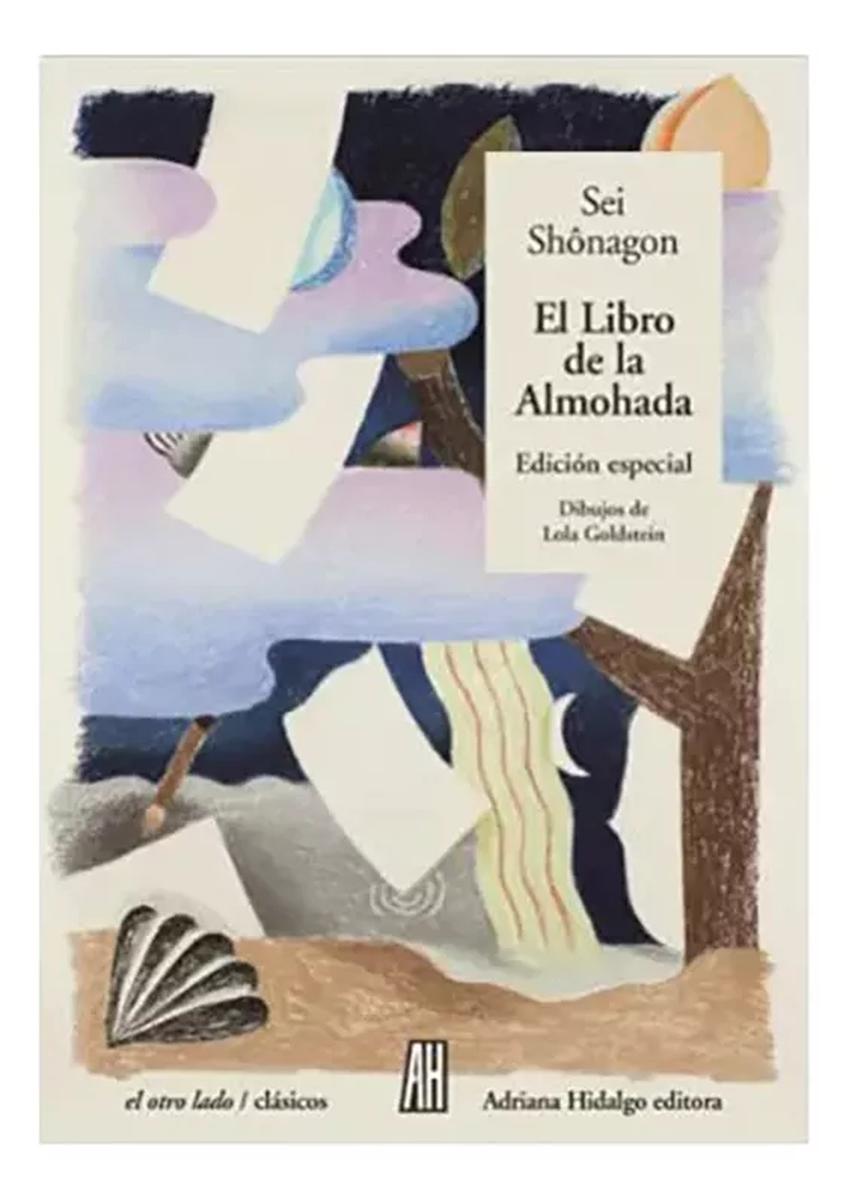 Sei
Shônagon
El Libro
de la
Almohada
Edición especial
Dibujos de
Lola Goldstein
AH
el otro lado / clásicos
Adriana Hidalgo editora